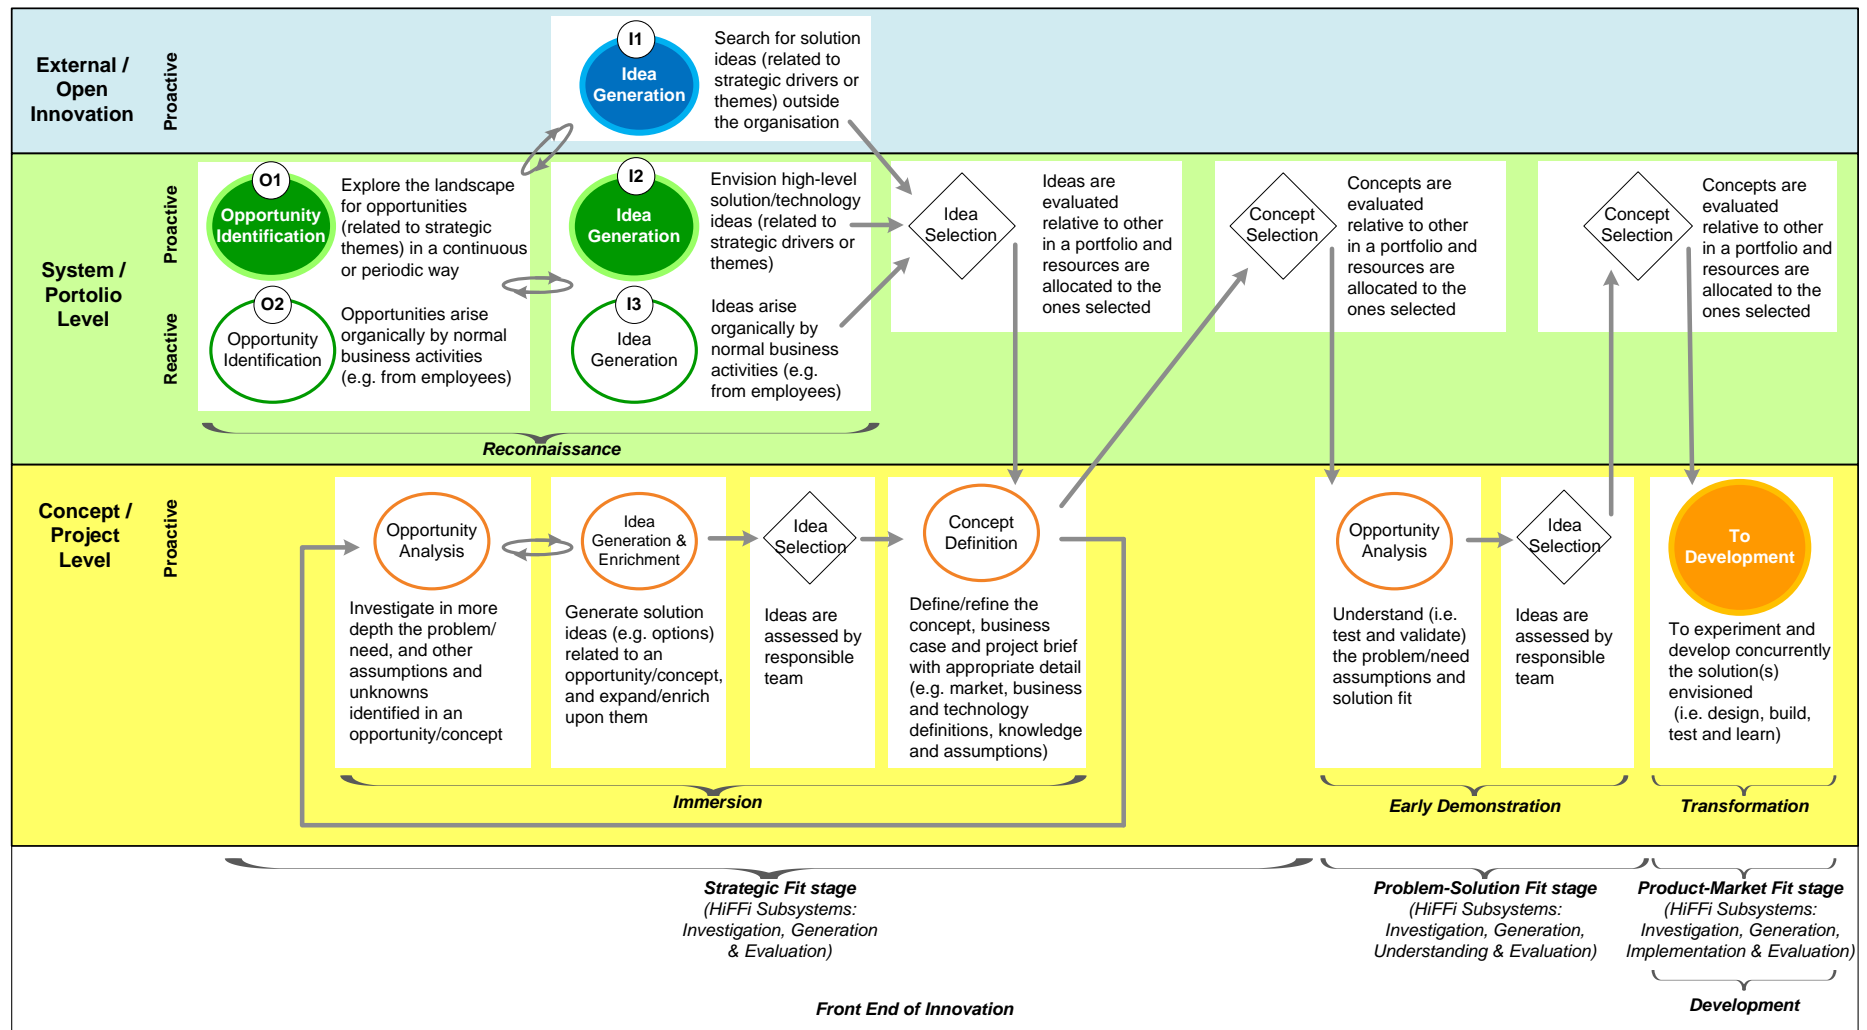 External /
Open
Innovation
Proactive
I1
Idea
Generation
Search for solution
ideas (related to
strategic drivers or
themes) outside
the organisation
System /
Portolio
Level
Proactive
Reactive
O1
Opportunity
Identification
Explore the landscape
for opportunities
(related to strategic
themes) in a continuous
or periodic way
O2
Opportunity
Identification
Opportunities arise
organically by normal
business activities
(e.g. from employees)
I2
Idea
Generation
Envision high-level
solution/technology
ideas (related to
strategic drivers or
themes)
I3
Idea
Generation
Ideas arise
organically by
normal business
activities (e.g.
from employees)
Reconnaissance
Idea
Selection
Ideas are
evaluated
relative to other
in a portfolio and
resources are
allocated to the
ones selected
Concept
Selection
Concepts are
evaluated
relative to other
in a portfolio and
resources are
allocated to the
ones selected
Concept
Selection
Concepts are
evaluated
relative to other
in a portfolio and
resources are
allocated to the
ones selected
Concept /
Project
Level
Proactive
Opportunity
Analysis
Investigate in more
depth the problem/
need, and other
assumptions and
unknowns
identified in an
opportunity/concept
Idea
Generation &
Enrichment
Generate solution
ideas (e.g. options)
related to an
opportunity/concept,
and expand/enrich
upon them
Idea
Selection
Ideas are
assessed by
responsible
team
Concept
Definition
Define/refine the
concept, business
case and project brief
with appropriate detail
(e.g. market, business
and technology
definitions, knowledge
and assumptions)
Immersion
Opportunity
Analysis
Understand (i.e.
test and validate)
the problem/need
assumptions and
solution fit
Idea
Selection
Ideas are
assessed by
responsible
team
Early Demonstration
To
Development
To experiment and
develop concurrently
the solution(s)
envisioned
(i.e. design, build,
test and learn)
Transformation
Strategic Fit stage
(HiFFi Subsystems:
Investigation, Generation
& Evaluation)
Problem-Solution Fit stage
(HiFFi Subsystems:
Investigation, Generation,
Understanding & Evaluation)
Product-Market Fit stage
(HiFFi Subsystems:
Investigation, Generation,
Implementation & Evaluation)
Front End of Innovation
Development